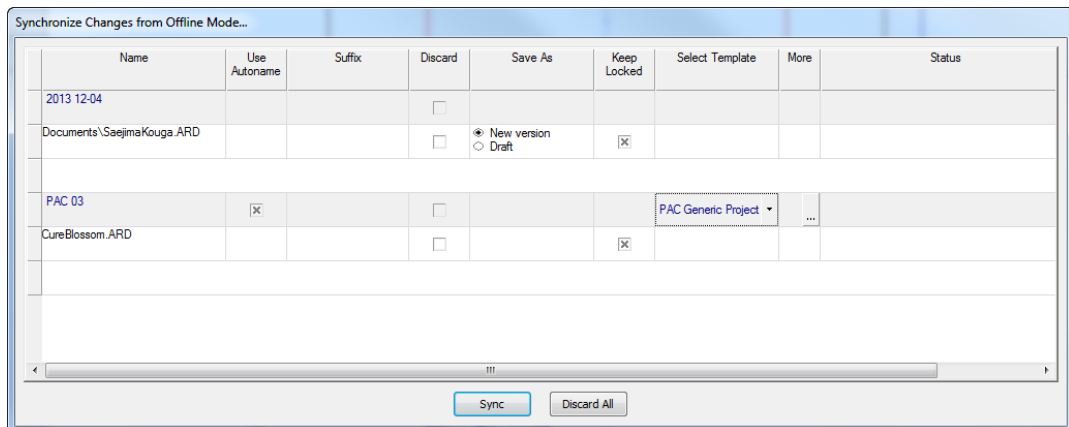 Synchronize Changes from Offline Mode...
Name Use Autoname Suffix Discard Save As Keep Locked Select Template More Status
2013 12-04
Documents\SaejimaKouga.ARD New version
Draft
PAC 03 PAC Generic Project ...
CureBlossom.ARD
Sync Discard All